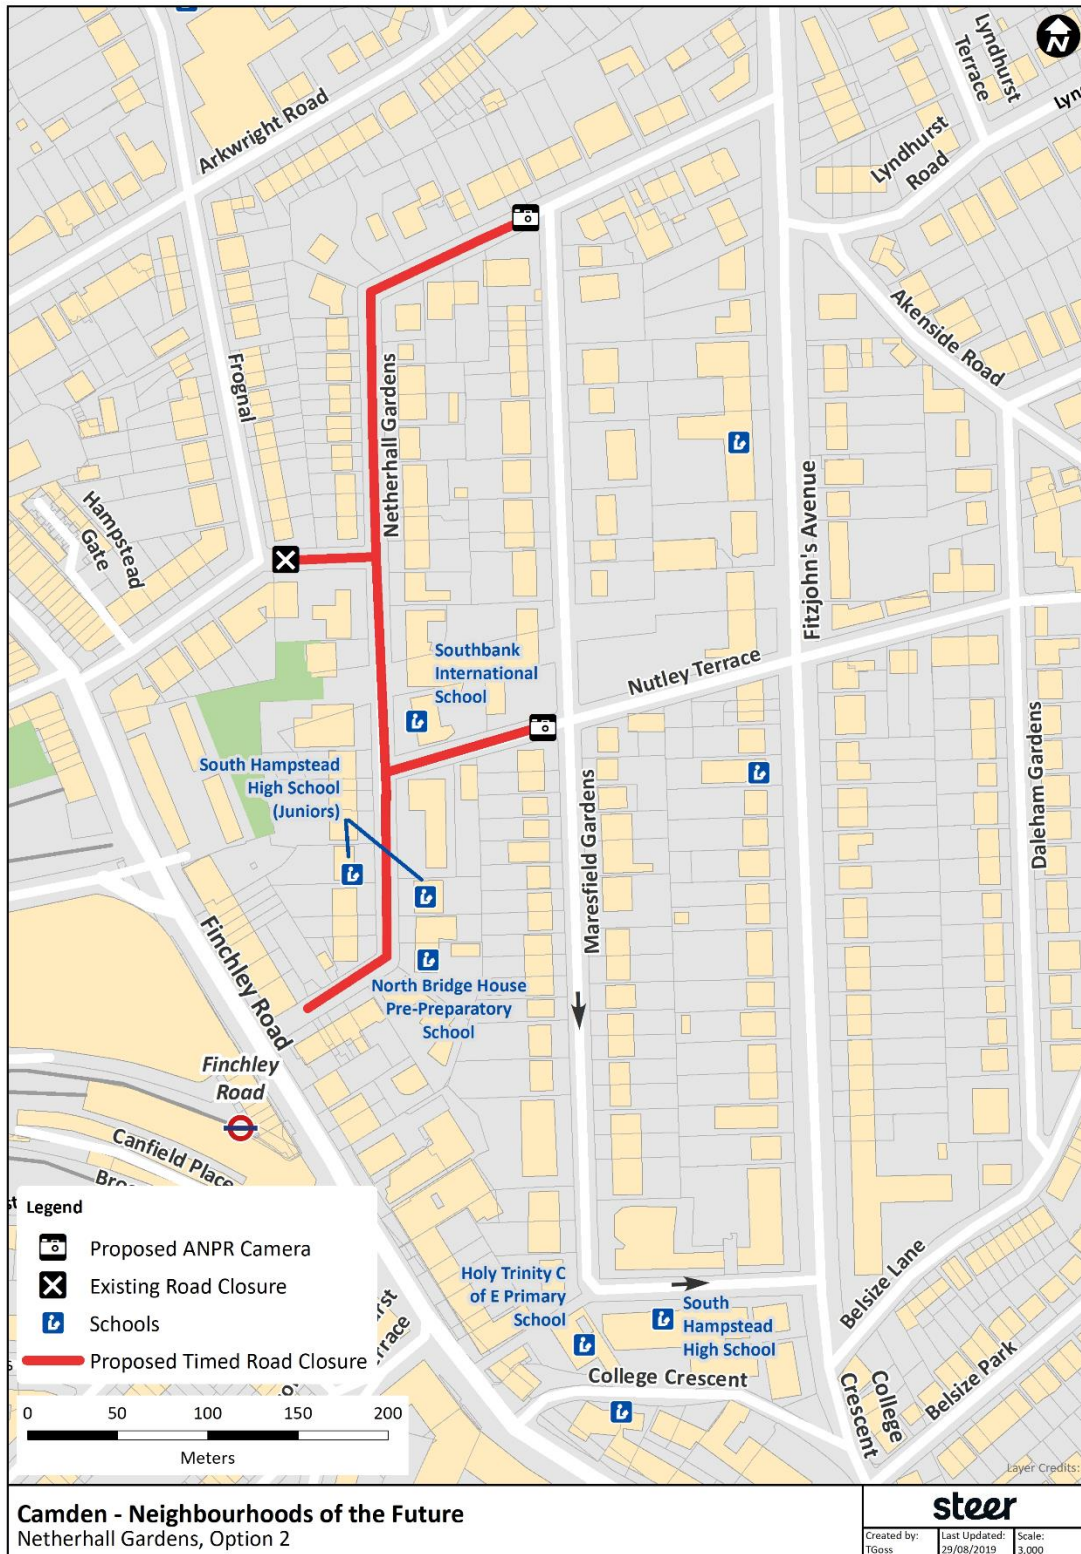 N
Lyndhurst
Terrace
Arkwright Road
Lyndhurst
Road
Akenside Road
Frognal
Netherhall Gardens
Hampstead
Gate
Fitzjohn's Avenue
Southbank
International
School
Nutley Terrace
South Hampstead
High School
(Juniors)
Maresfield Gardens
Daleham Gardens
Finchley Road
North Bridge House
Pre-Preparatory
School
Finchley
Road
Canfield Place
Legend
Proposed ANPR Camera
Existing Road Closure
Schools
Proposed Timed Road Closure
0 50 100 150 200
Meters
Holy Trinity C
of E Primary
School
South
Hampstead
High School
College Crescent
Belsize Lane
College
Crescent
Belsize Park
Layer Credits:
Camden - Neighbourhoods of the Future
Netherhall Gardens, Option 2
steer
Created by:
TGoss
Last Updated:
29/08/2019
Scale:
3,000